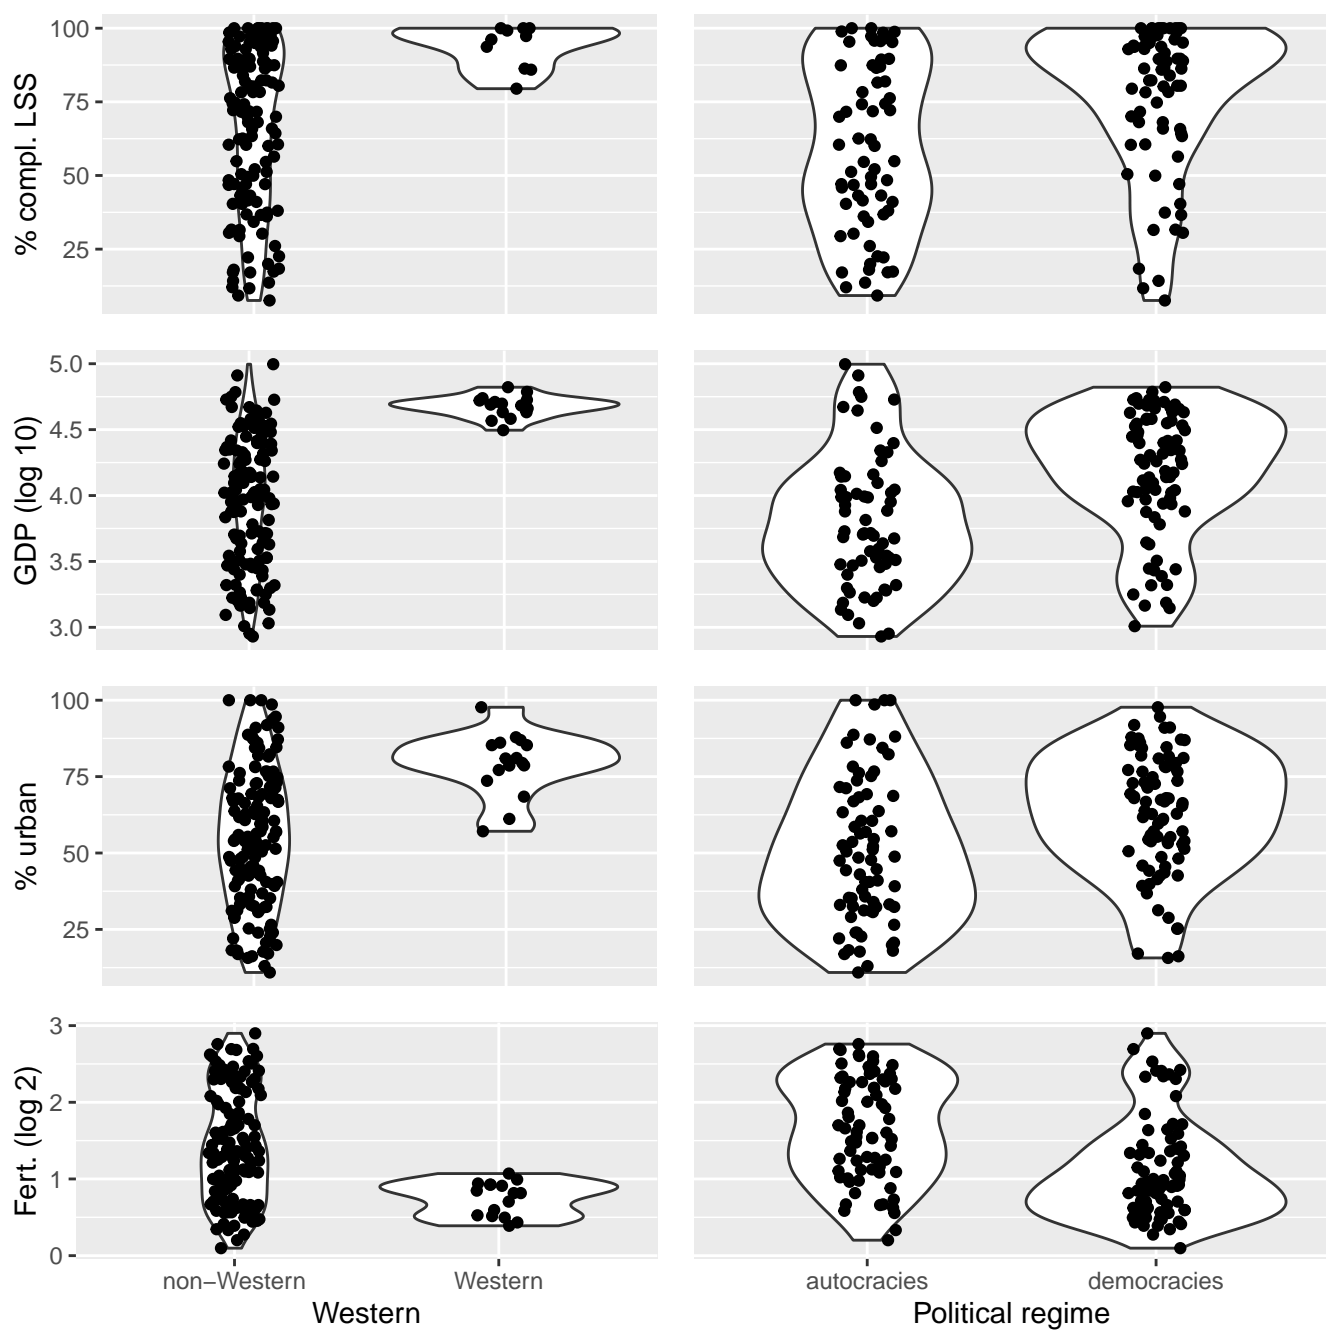 % compl. LSS
100
75
50
25
GDP (log 10)
5.0
4.5
4.0
3.5
3.0
% urban
100
75
50
25
Fert. (log 2)
3
2
1
0
non−Western Western autocracies democracies
Western Political regime